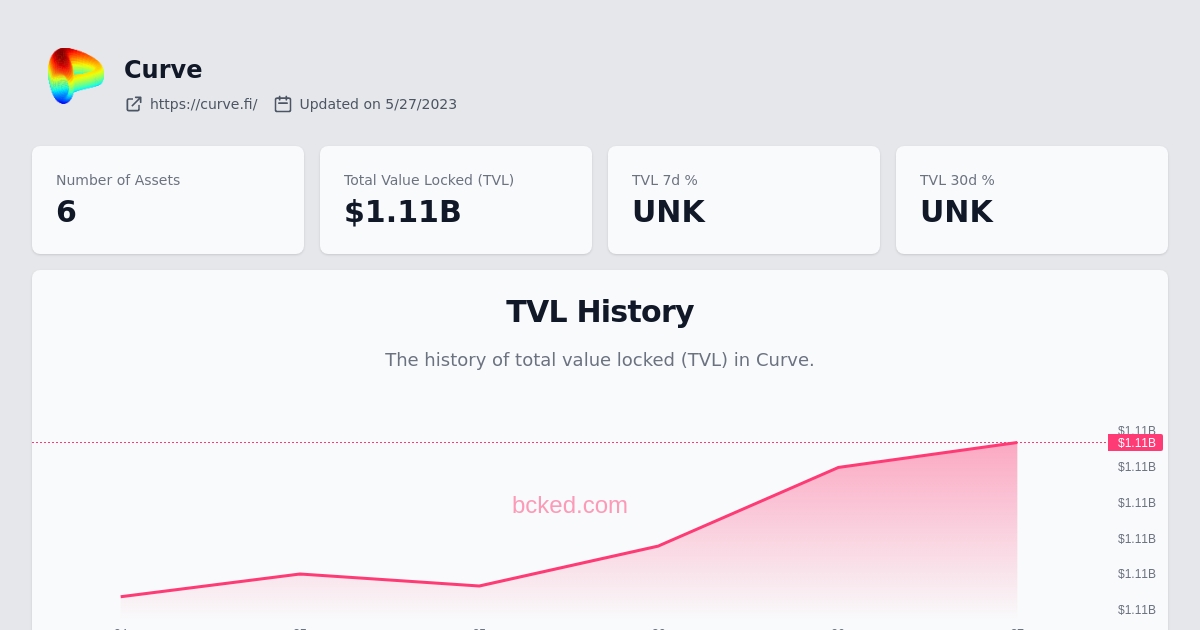 Curve
https://curve.fi/ Updated on 5/27/2023
Number of Assets
6
Total Value Locked (TVL)
$1.11B
TVL 7d %
UNK
TVL 30d %
UNK
TVL History
The history of total value locked (TVL) in Curve.
$1.11B
$1.11B
$1.11B
bcked.com
$1.11B
$1.11B
$1.11B
$1.11B